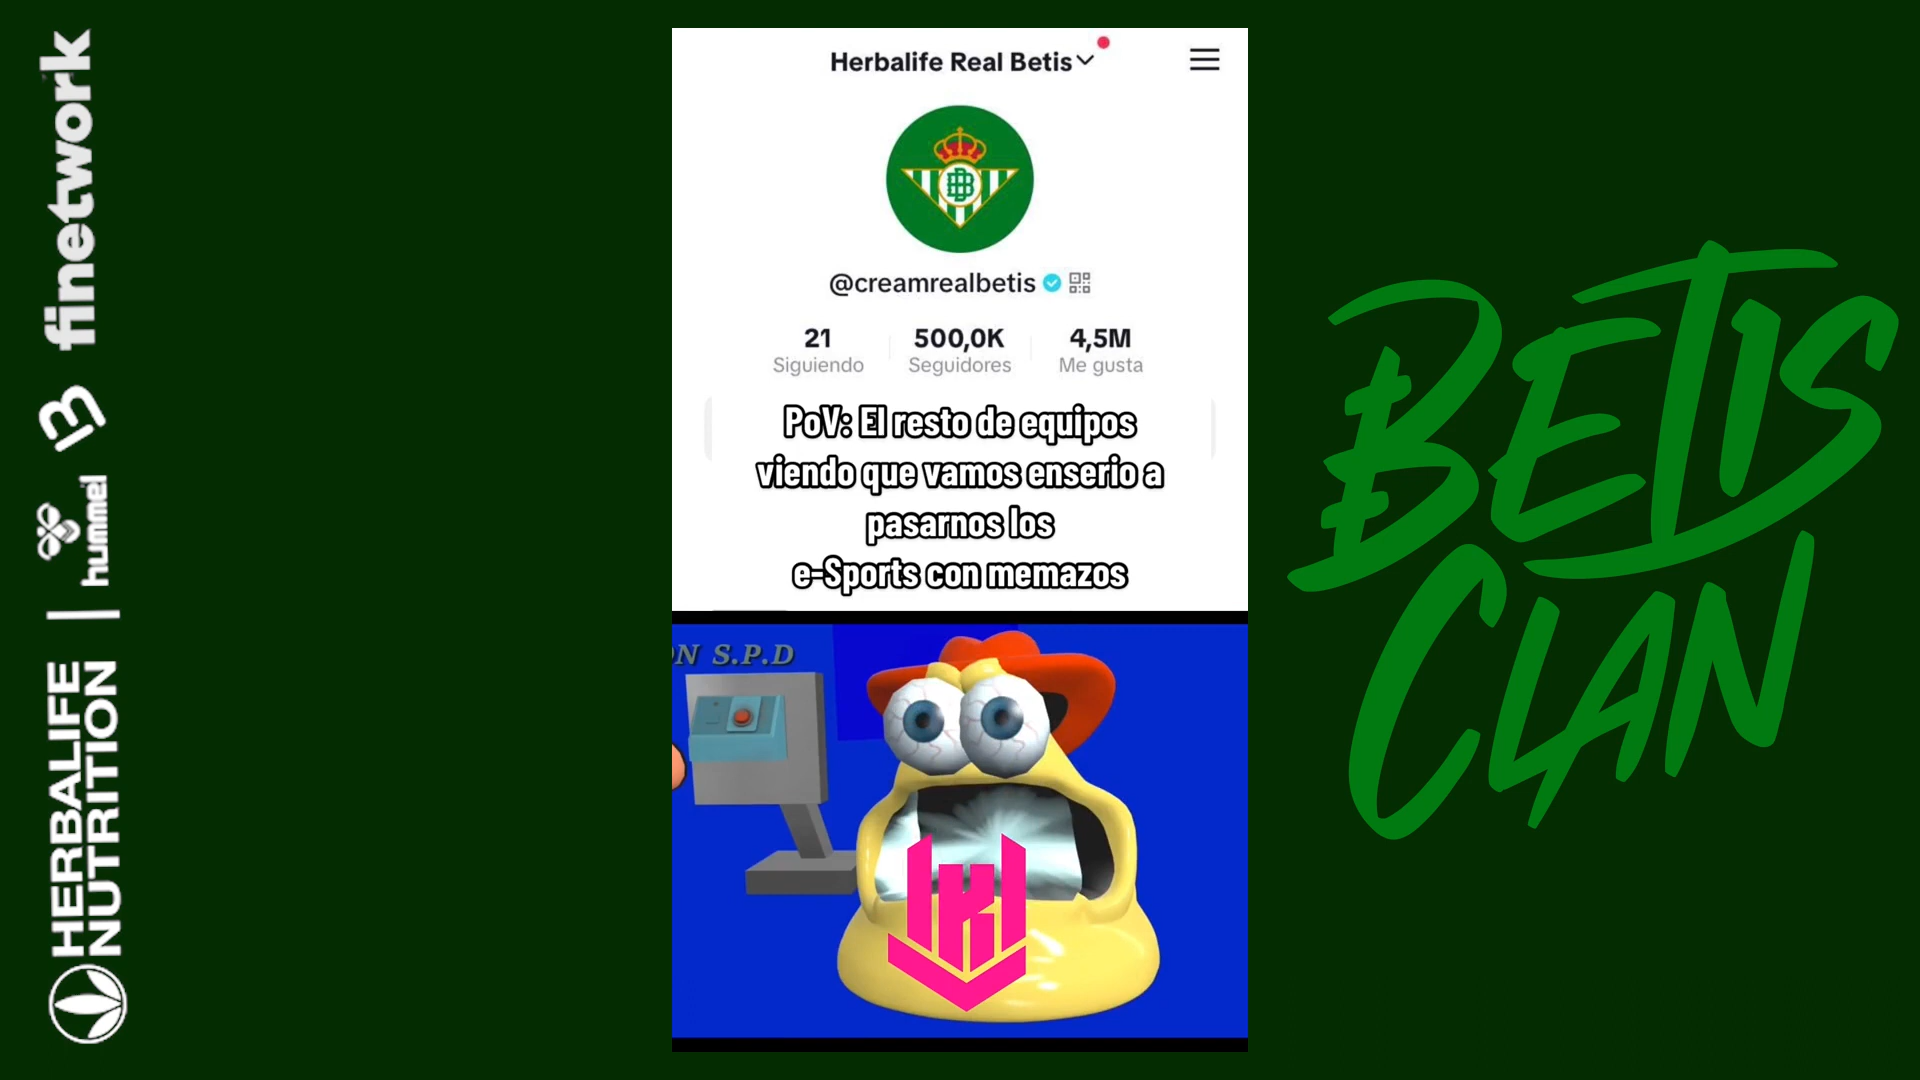 finetwork
hummel
HERBALIFE
NUTRITION
Herbalife Real Betis
@creamrealbetis
21
Siguiendo
500,0K
Seguidores
4,5M
Me gusta
PoV: El resto de equipos
viendo que vamos enserio a
pasarnos los
e-Sports con memazos
S.P.D
BETIS
CLAN